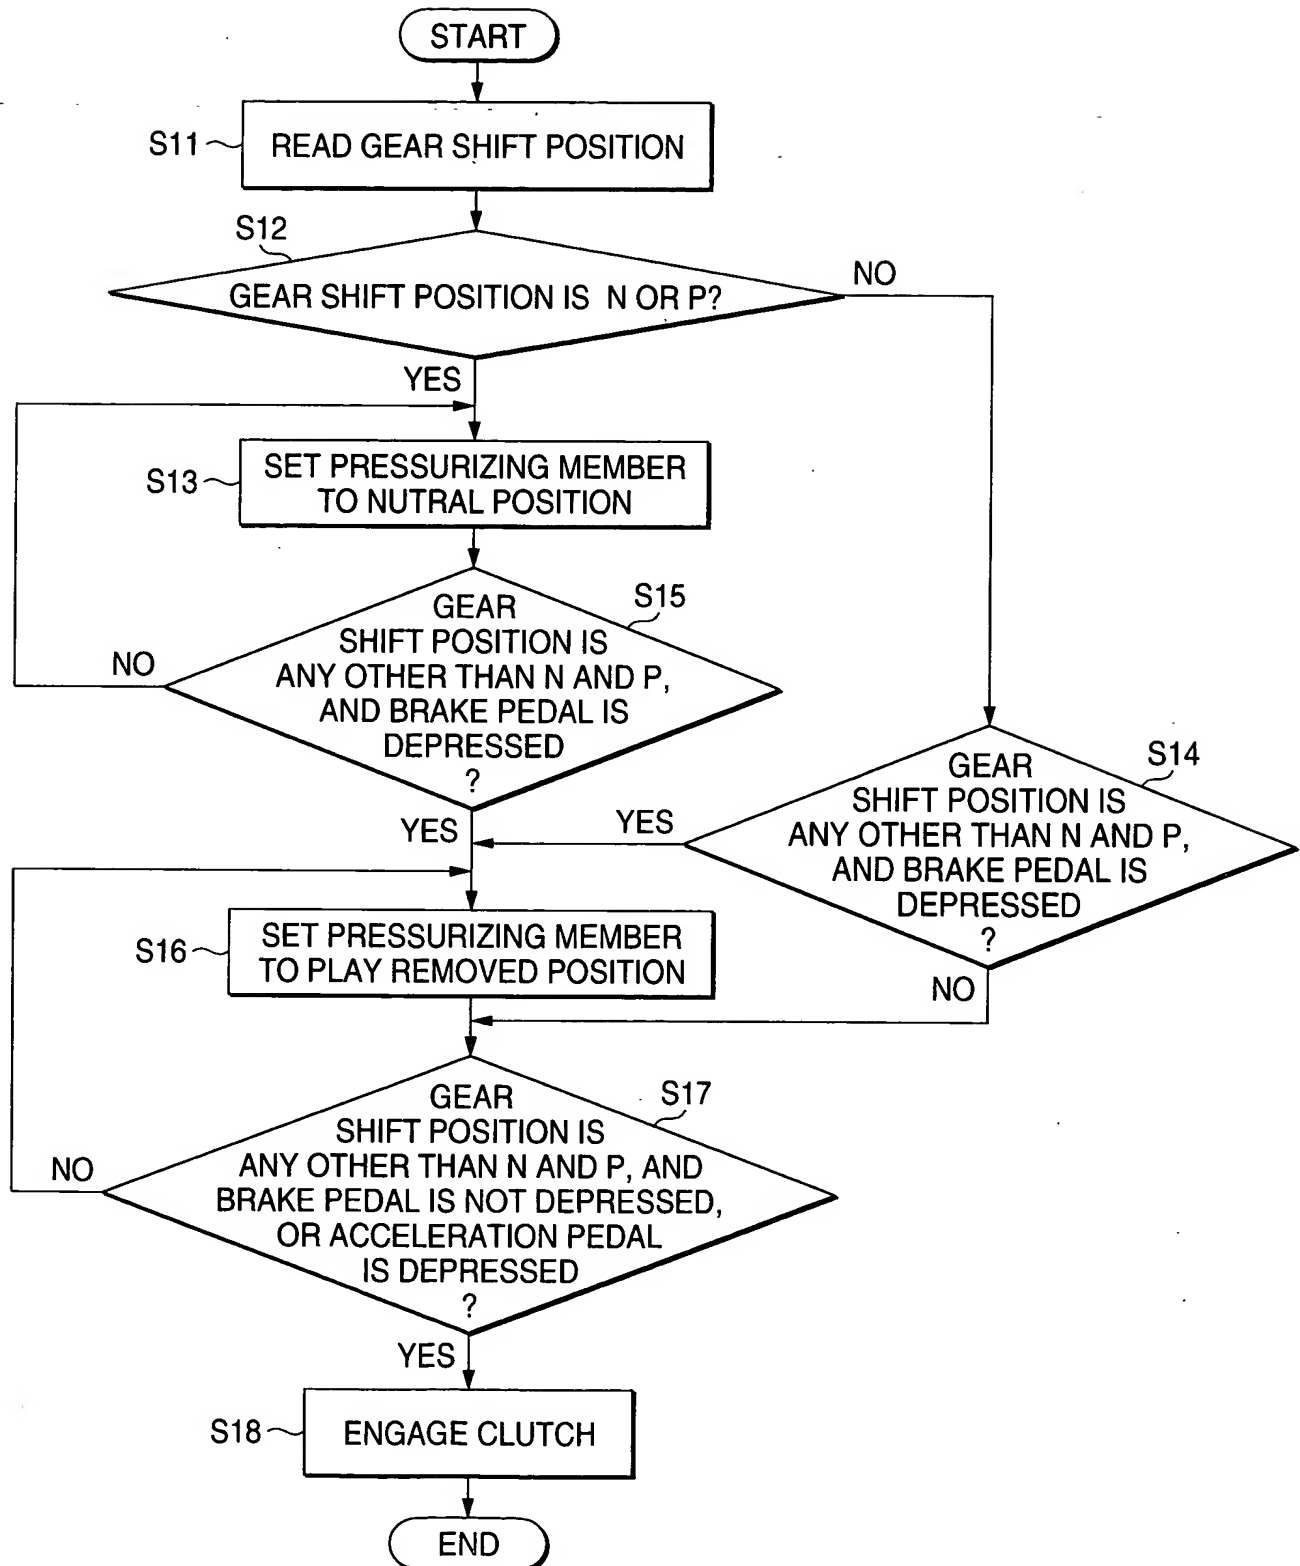 START
S11
READ GEAR SHIFT POSITION
S12
GEAR SHIFT POSITION IS N OR P?
NO
YES
S13
SET PRESSURIZING MEMBER
TO NUTRAL POSITION
S15
GEAR
SHIFT POSITION IS
ANY OTHER THAN N AND P,
AND BRAKE PEDAL IS
DEPRESSED
?
NO
YES
S14
GEAR
SHIFT POSITION IS
ANY OTHER THAN N AND P,
AND BRAKE PEDAL IS
DEPRESSED
?
YES
NO
S16
SET PRESSURIZING MEMBER
TO PLAY REMOVED POSITION
S17
GEAR
SHIFT POSITION IS
ANY OTHER THAN N AND P, AND
BRAKE PEDAL IS NOT DEPRESSED,
OR ACCELERATION PEDAL
IS DEPRESSED
?
NO
YES
S18
ENGAGE CLUTCH
END